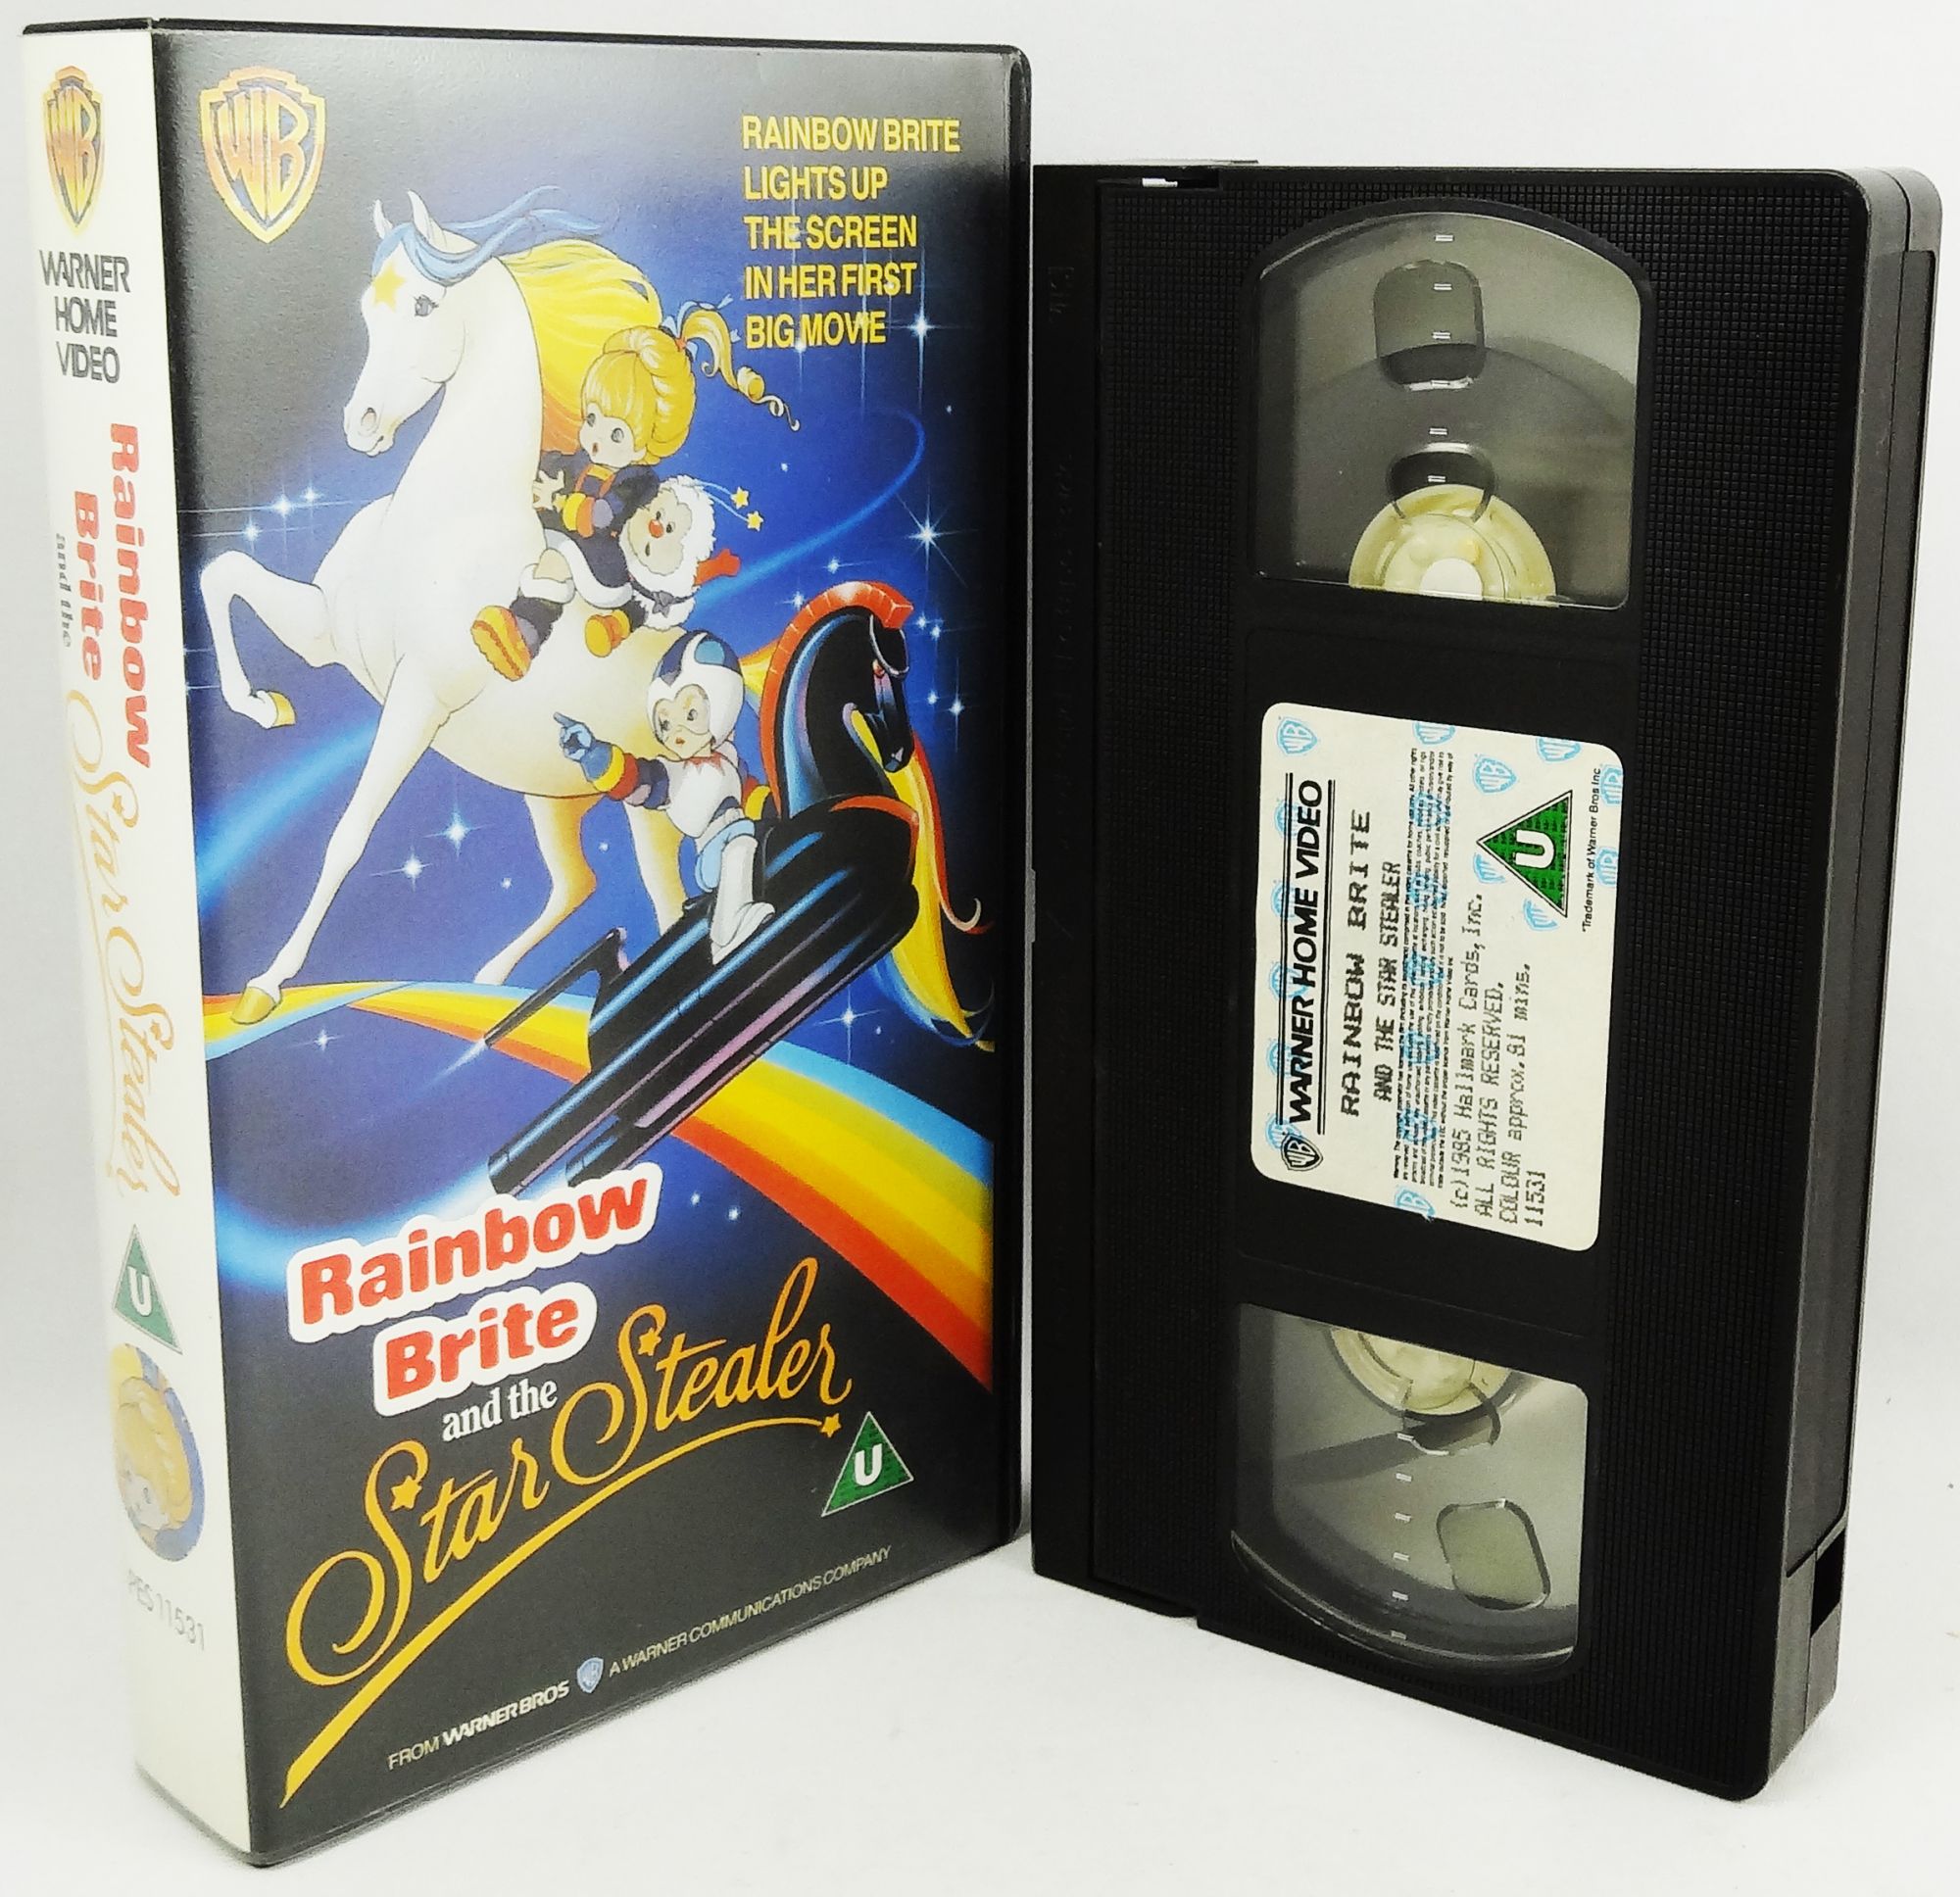 WB
WARNER
HOME
VIDEO
Rainbow
Brite
and the
Star Stealer
U
PES 11531
WB
RAINBOW BRITE
LIGHTS UP
THE SCREEN
IN HER FIRST
BIG MOVIE
Rainbow
Brite
and the
Star Stealer
U
FROM WARNER BROS WB A WARNER COMMUNICATIONS COMPANY
WB WARNER HOME VIDEO
RAINBOW BRITE
AND THE STAR STEALER
(c)1985 Hallmark Cards, Inc.
ALL RIGHTS RESERVED.
COLOUR approx.81 mins.
11531
U
*Trademark of Warner Bros Inc.